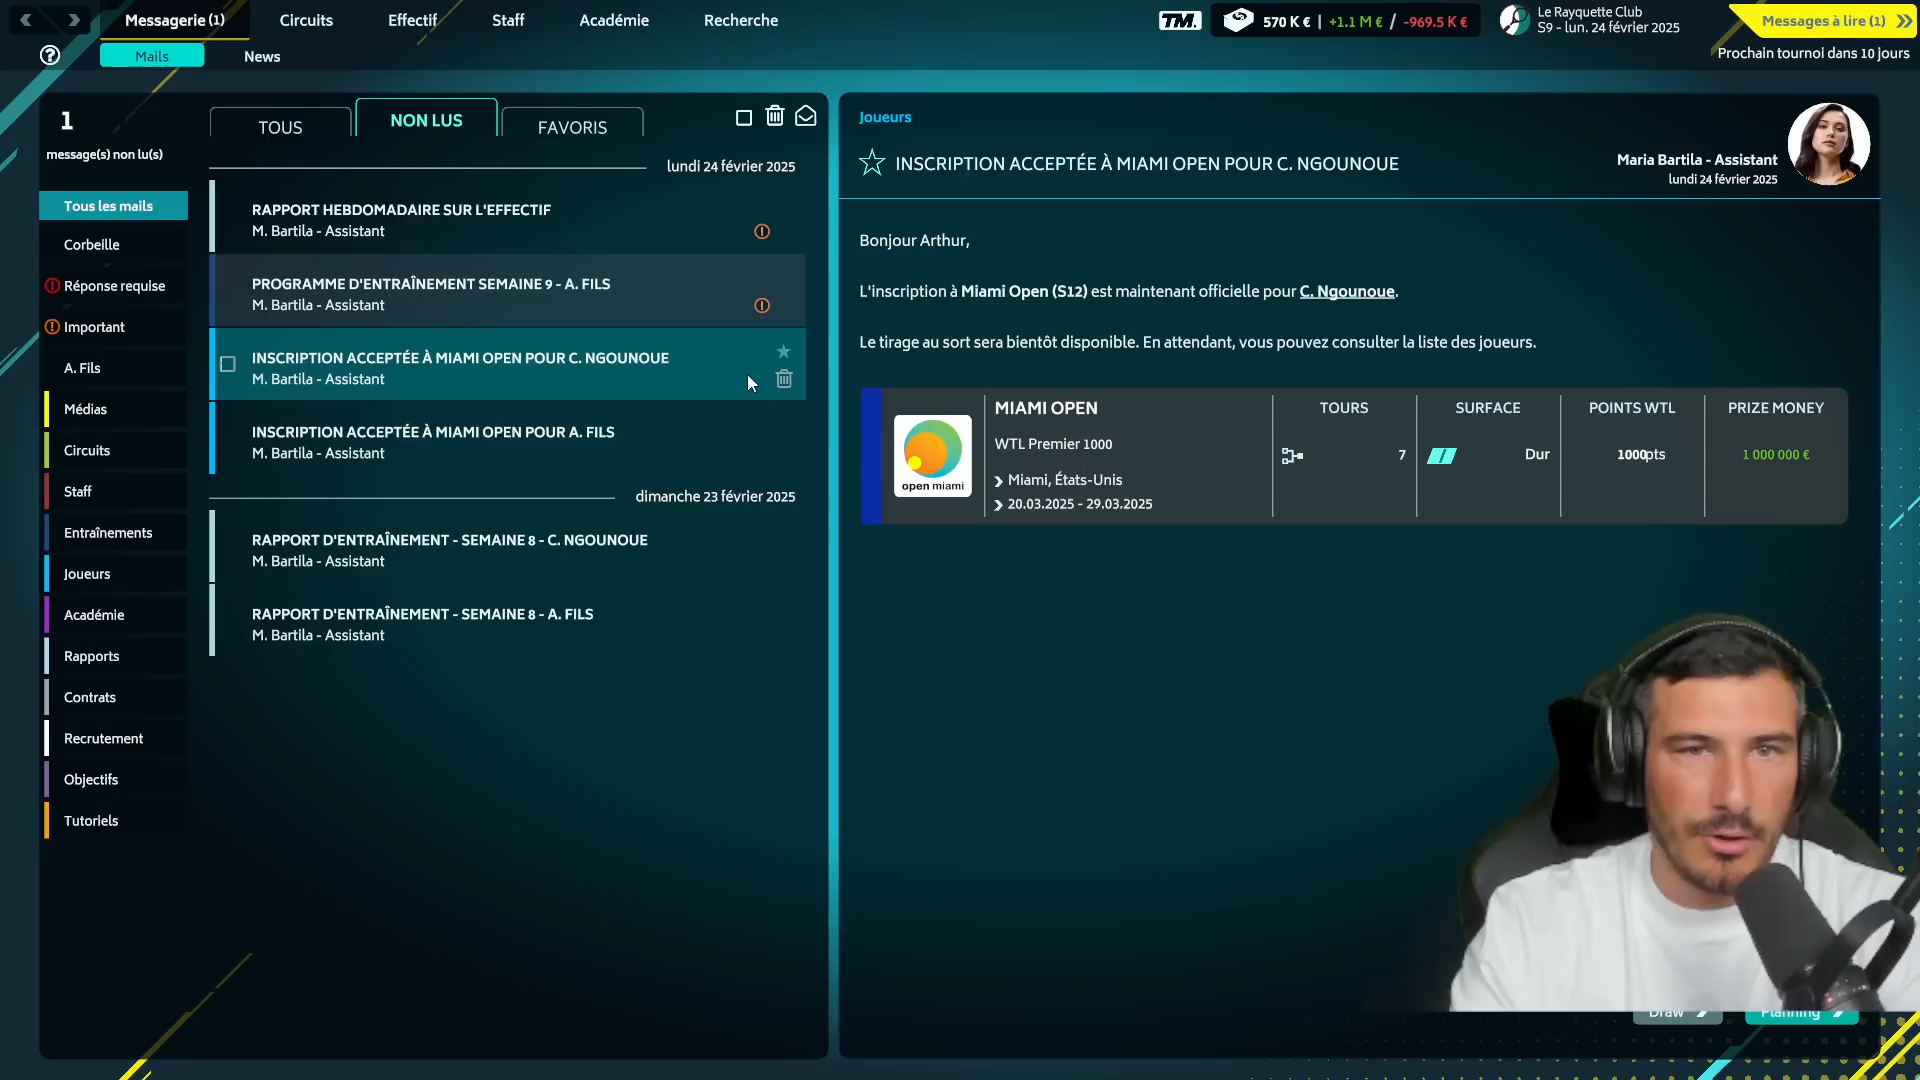 Messagerie (1)
Circuits
Effectif
Staff
Académie
Recherche
TM.
570 K € | +1.1 M € / -969.5 K €
Le Rayquette Club
S9 - lun. 24 février 2025
Messages à lire (1)
Prochain tournoi dans 10 jours
?
Mails
News
1
message(s) non lu(s)
Tous les mails
Corbeille
Réponse requise
Important
A. Fils
Médias
Circuits
Staff
Entraînements
Joueurs
Académie
Rapports
Contrats
Recrutement
Objectifs
Tutoriels
TOUS
NON LUS
FAVORIS
lundi 24 février 2025
RAPPORT HEBDOMADAIRE SUR L'EFFECTIF
M. Bartila - Assistant
PROGRAMME D'ENTRAÎNEMENT SEMAINE 9 - A. FILS
M. Bartila - Assistant
INSCRIPTION ACCEPTÉE À MIAMI OPEN POUR C. NGOUNOUE
M. Bartila - Assistant
INSCRIPTION ACCEPTÉE À MIAMI OPEN POUR A. FILS
M. Bartila - Assistant
dimanche 23 février 2025
RAPPORT D'ENTRAÎNEMENT - SEMAINE 8 - C. NGOUNOUE
M. Bartila - Assistant
RAPPORT D'ENTRAÎNEMENT - SEMAINE 8 - A. FILS
M. Bartila - Assistant
Joueurs
INSCRIPTION ACCEPTÉE À MIAMI OPEN POUR C. NGOUNOUE
Maria Bartila - Assistant
lundi 24 février 2025
Bonjour Arthur,
L'inscription à Miami Open (S12) est maintenant officielle pour C. Ngounoue.
Le tirage au sort sera bientôt disponible. En attendant, vous pouvez consulter la liste des joueurs.
open miami
MIAMI OPEN
WTL Premier 1000
Miami, États-Unis
20.03.2025 - 29.03.2025
TOURS
7
SURFACE
Dur
POINTS WTL
1000pts
PRIZE MONEY
1 000 000 €
Draw
Planning